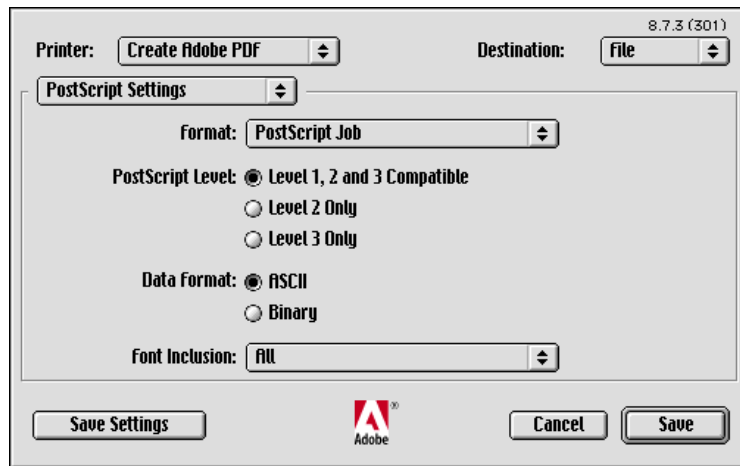 8.7.3 (301)
Printer: Create Adobe PDF Destination: File
PostScript Settings
Format: PostScript Job
PostScript Level: Level 1, 2 and 3 Compatible
Level 2 Only
Level 3 Only
Data Format: ASCII
Binary
Font Inclusion: All
Save Settings Adobe® Cancel Save